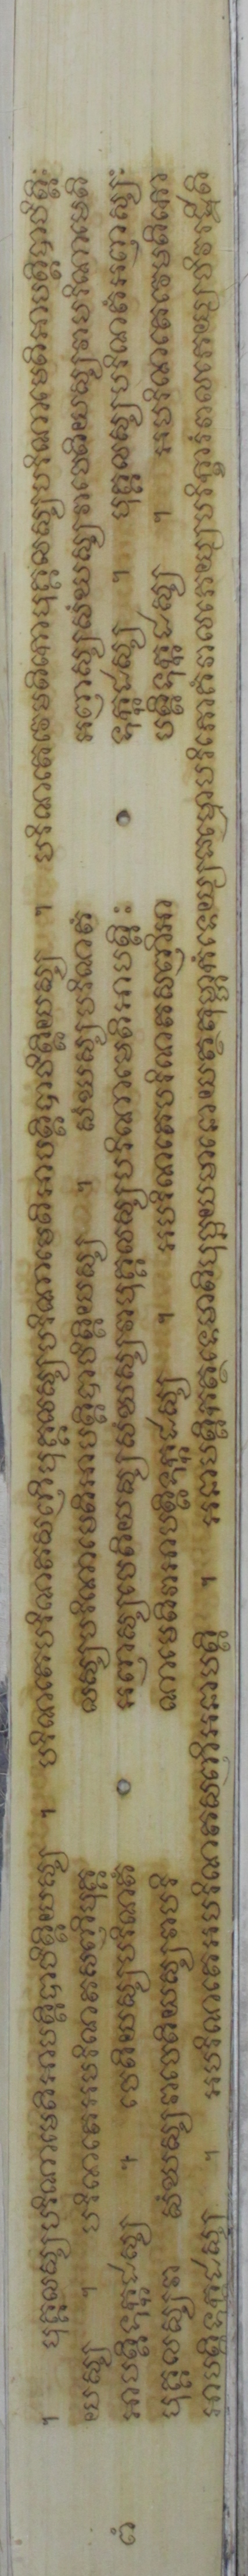 ។ បុគ្គលស្ស បរិណាមេតិ អាបត្តិ បាចិត្តិយស្ស ។ បរិណតេ បរិណតសញ្ញី បុគ្គលស្ស បរិណាមេតិ អាបត្តិ បាចិត្តិយស្ស ។ បរិណតេ វេមតិកោ បុគ្គលស្ស បរិណាមេតិ អាបត្តិ បាចិត្តិះ
យស្ស ។ បរិណតេ អបរិណតសញ្ញី បុគ្គ លស្ស បរិណាមេតិ អាបត្តិ បាចិត្តិយស្ស ។ សំឃស្ស បរិណតំ អញ្ញស្ស សំឃស្ស វា ចេតិយស្ស វា បរិណាមេតិ
ពំ អាបត្តិ ទុក្កដស្ស ។ ចេតិយស្ស បរិណតំ អញ្ញស្ស ចេតិយស្ស សំឃស្ស វា បុគ្គលស្ស បរិណាមេតិ អាបត្តិះ ទុក្កដស្ស ។ បុគ្គលស្ស បរិណតំ អញ្ញស្សះ
បុគ្គលស្ស វា សំឃស្ស វា ចេតិយស្ស វា បរិ ណាមេតិ វា អាបត្តិ ទុក្កដស្ស ។ អបរិណតេ បរិណតសញ្ញី អា បត្តិ ទុក្កដស្ស ។ អបរិណតេ វេមតិកោ
អាបត្តិ ទុក្កដស្ស ។ អបរិណតេ អបរិណតសញ្ញី អនាបត្តិ ។ អនាបត្តិ កត្ថ ទេមាតិ បុច្ឆយមានោ យត្ថ តុម្ហាកំ ទេយ្យធម្មោ បរិភោគំ វា លភេយ្យ បរិក្ខារំ វា លភេយ្យ ចិរដ្ឋីតិ